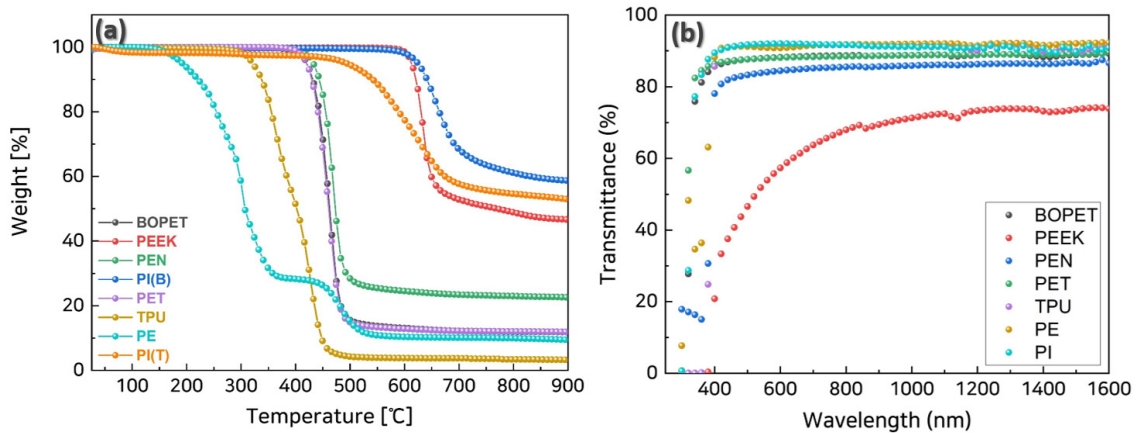 (a)
100
80
60
40
20
0
Weight [%]
BOPET
PEEK
PEN
PI(B)
PET
TPU
PE
PI(T)
100 200 300 400 500 600 700 800 900
Temperature [℃]
(b)
100
80
60
40
20
0
Transmittance (%)
BOPET
PEEK
PEN
PET
TPU
PE
PI
400 600 800 1000 1200 1400 1600
Wavelength (nm)